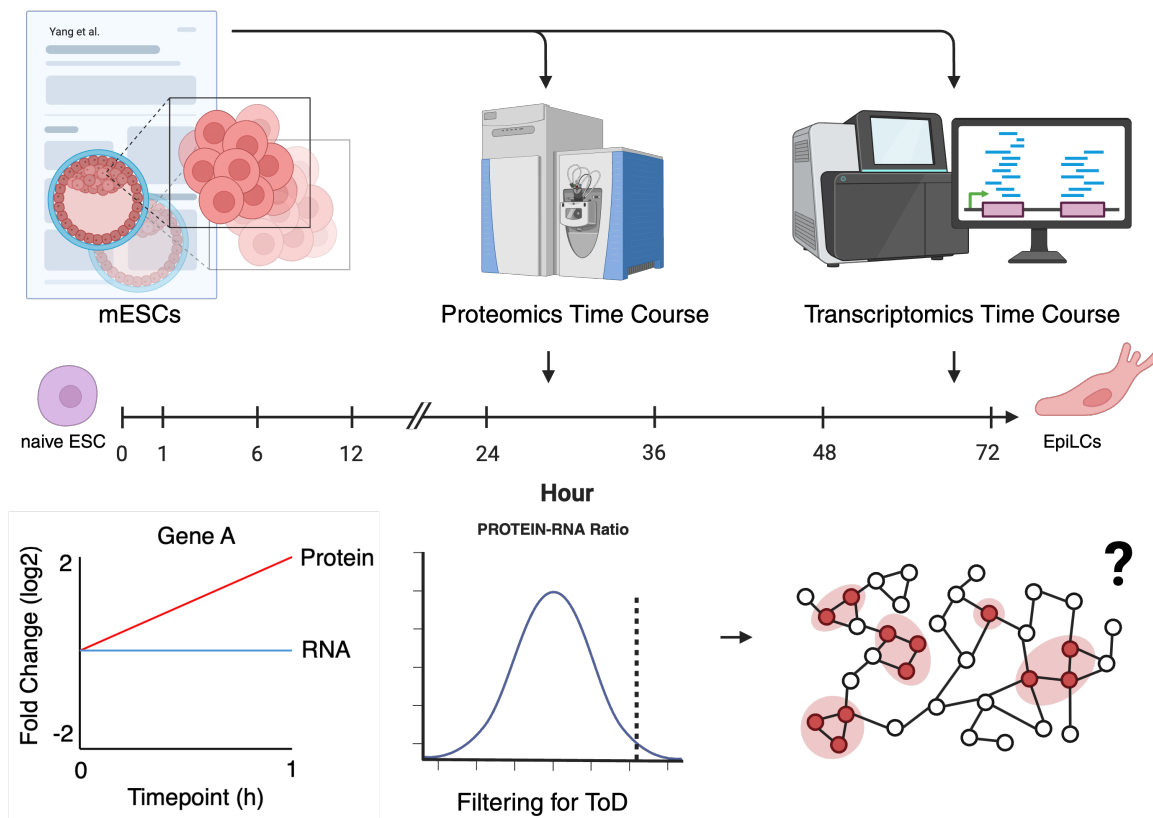 Yang et al.
mESCs
Proteomics Time Course
Transcriptomics Time Course
naive ESC
0 1 6 12 24 36 48 72
EpiLCs
Hour
Gene A
Fold Change (log2)
2
-2
Protein
RNA
0 1
Timepoint (h)
PROTEIN-RNA Ratio
Filtering for ToD
?